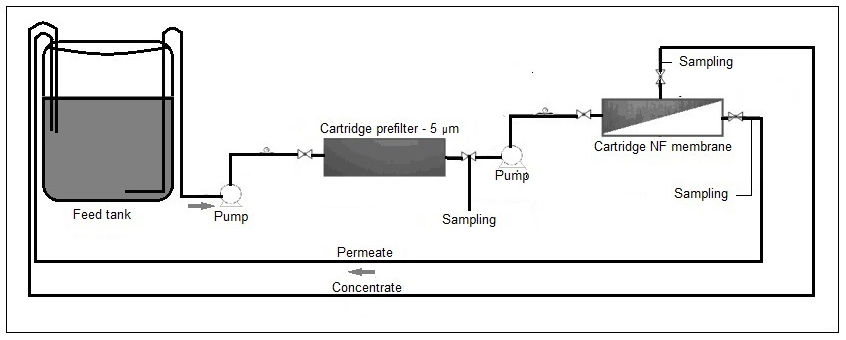 Sampling
Cartridge prefilter - 5 µm
Cartridge NF membrane
Pump
Sampling
Feed tank
Pump
Sampling
Permeate
Concentrate